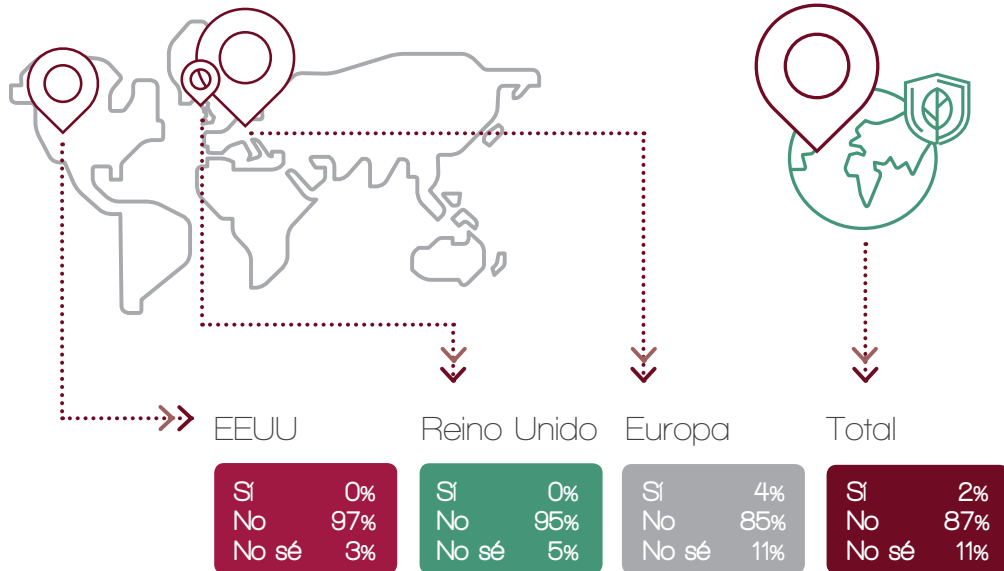 EEUU
Sí 0%
No 97%
No sé 3%
Reino Unido
Sí 0%
No 95%
No sé 5%
Europa
Sí 4%
No 85%
No sé 11%
Total
Sí 2%
No 87%
No sé 11%